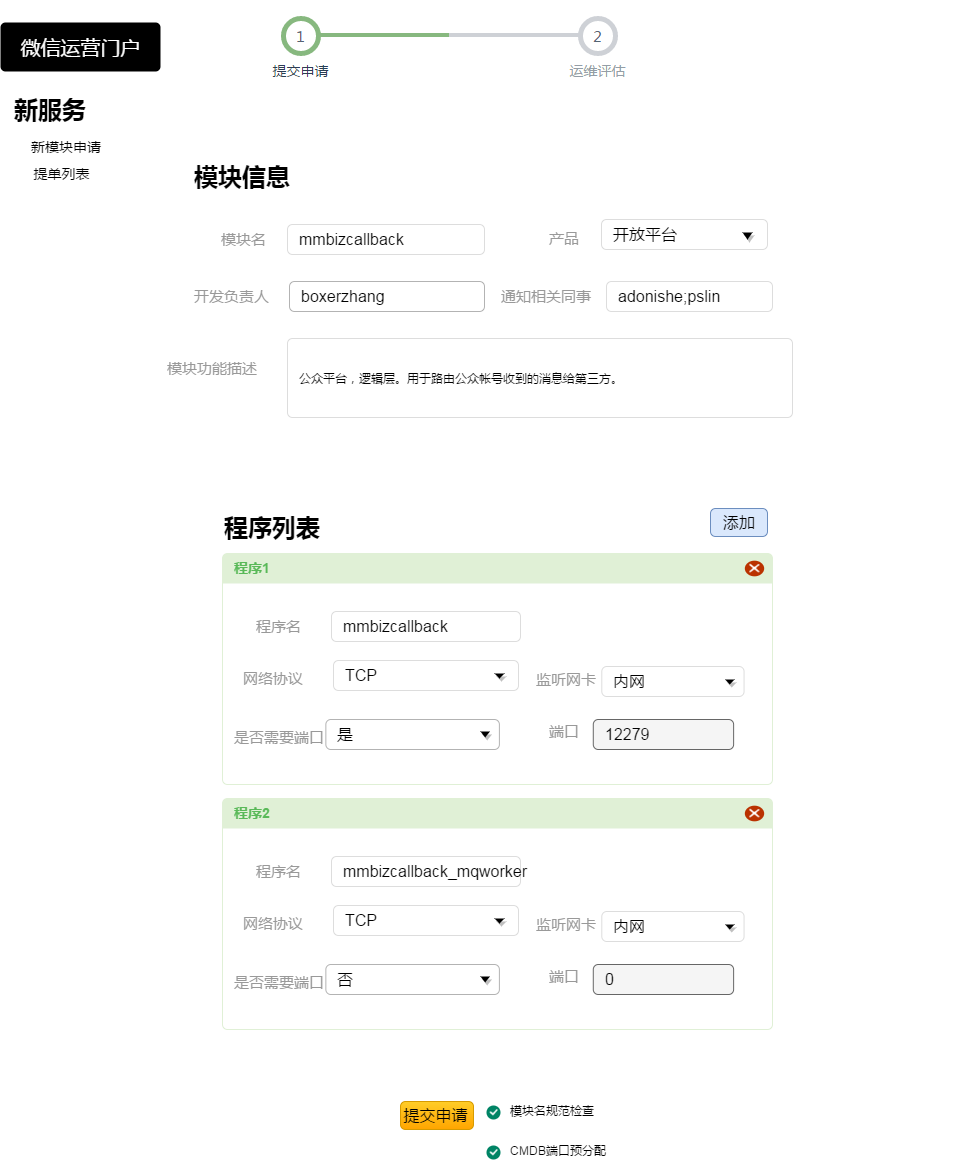 微信运营门户
1
2
提交申请
运维评估
新服务
新模块申请
提单列表
模块信息
模块名 mmbizcallback 产品 开放平台
开发负责人 boxerzhang 通知相关同事 adonishe;pslin
模块功能描述 公众平台，逻辑层。用于路由公众帐号收到的消息给第三方。
程序列表 添加
程序1
程序名 mmbizcallback
网络协议 TCP 监听网卡 内网
是否需要端口 是 端口 12279
程序2
程序名 mmbizcallback_mqworker
网络协议 TCP 监听网卡 内网
是否需要端口 否 端口 0
提交申请 模块名规范检查
CMDB端口预分配